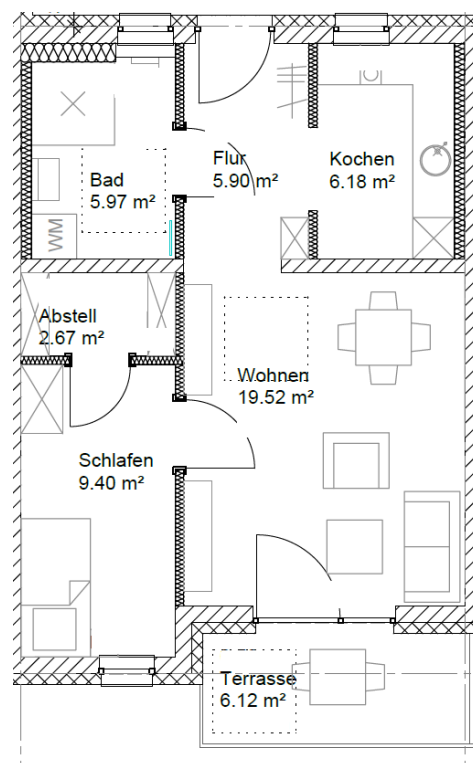 Flur
5.90 m²
Kochen
6.18 m²
Bad
5.97 m²
WM
Abstell
2.67 m²
Wohnen
19.52 m²
Schlafen
9.40 m²
Terrasse
6.12 m²